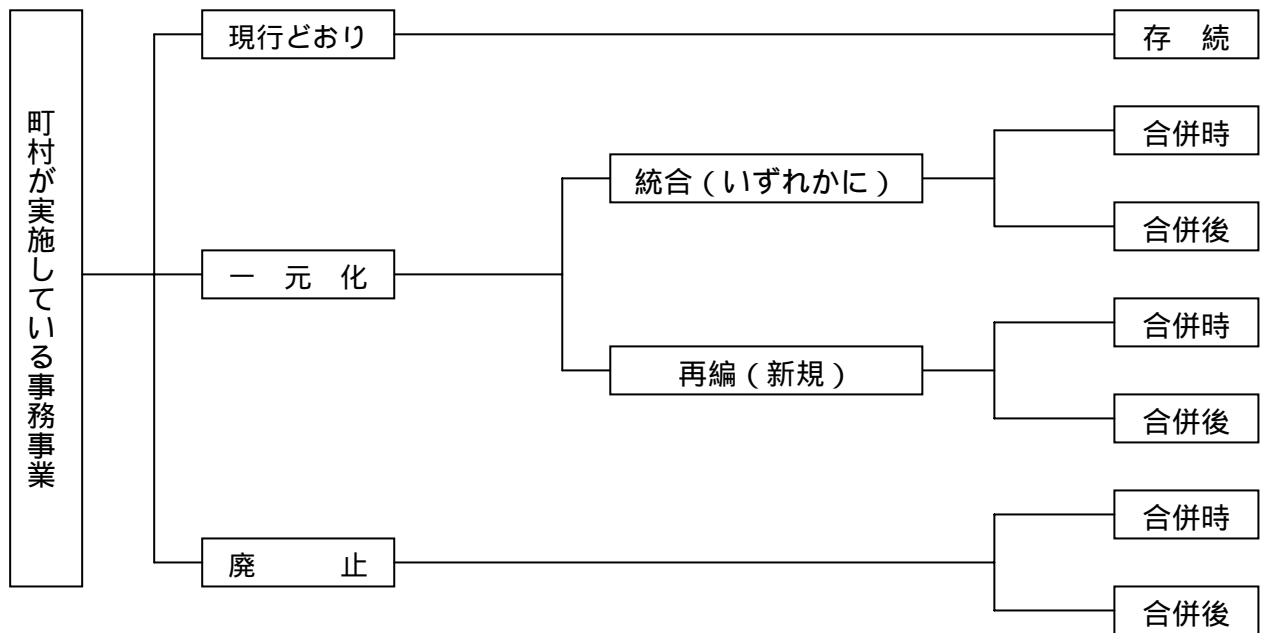 町村が実施している事務事業
現行どおり
存　続
合併時
統合（いずれかに）
合併後
一　元　化
合併時
再編（新規）
合併後
合併時
廃　　　止
合併後